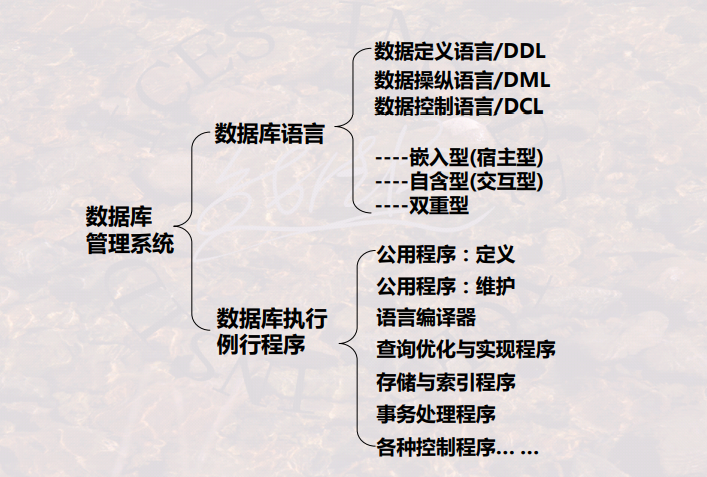 数据定义语言/DDL
数据操纵语言/DML
数据控制语言/DCL
数据库语言
----嵌入型(宿主型)
----自含型(交互型)
----双重型
数据库
管理系统
公用程序：定义
公用程序：维护
数据库执行
例行程序
语言编译器
查询优化与实现程序
存储与索引程序
事务处理程序
各种控制程序... ...